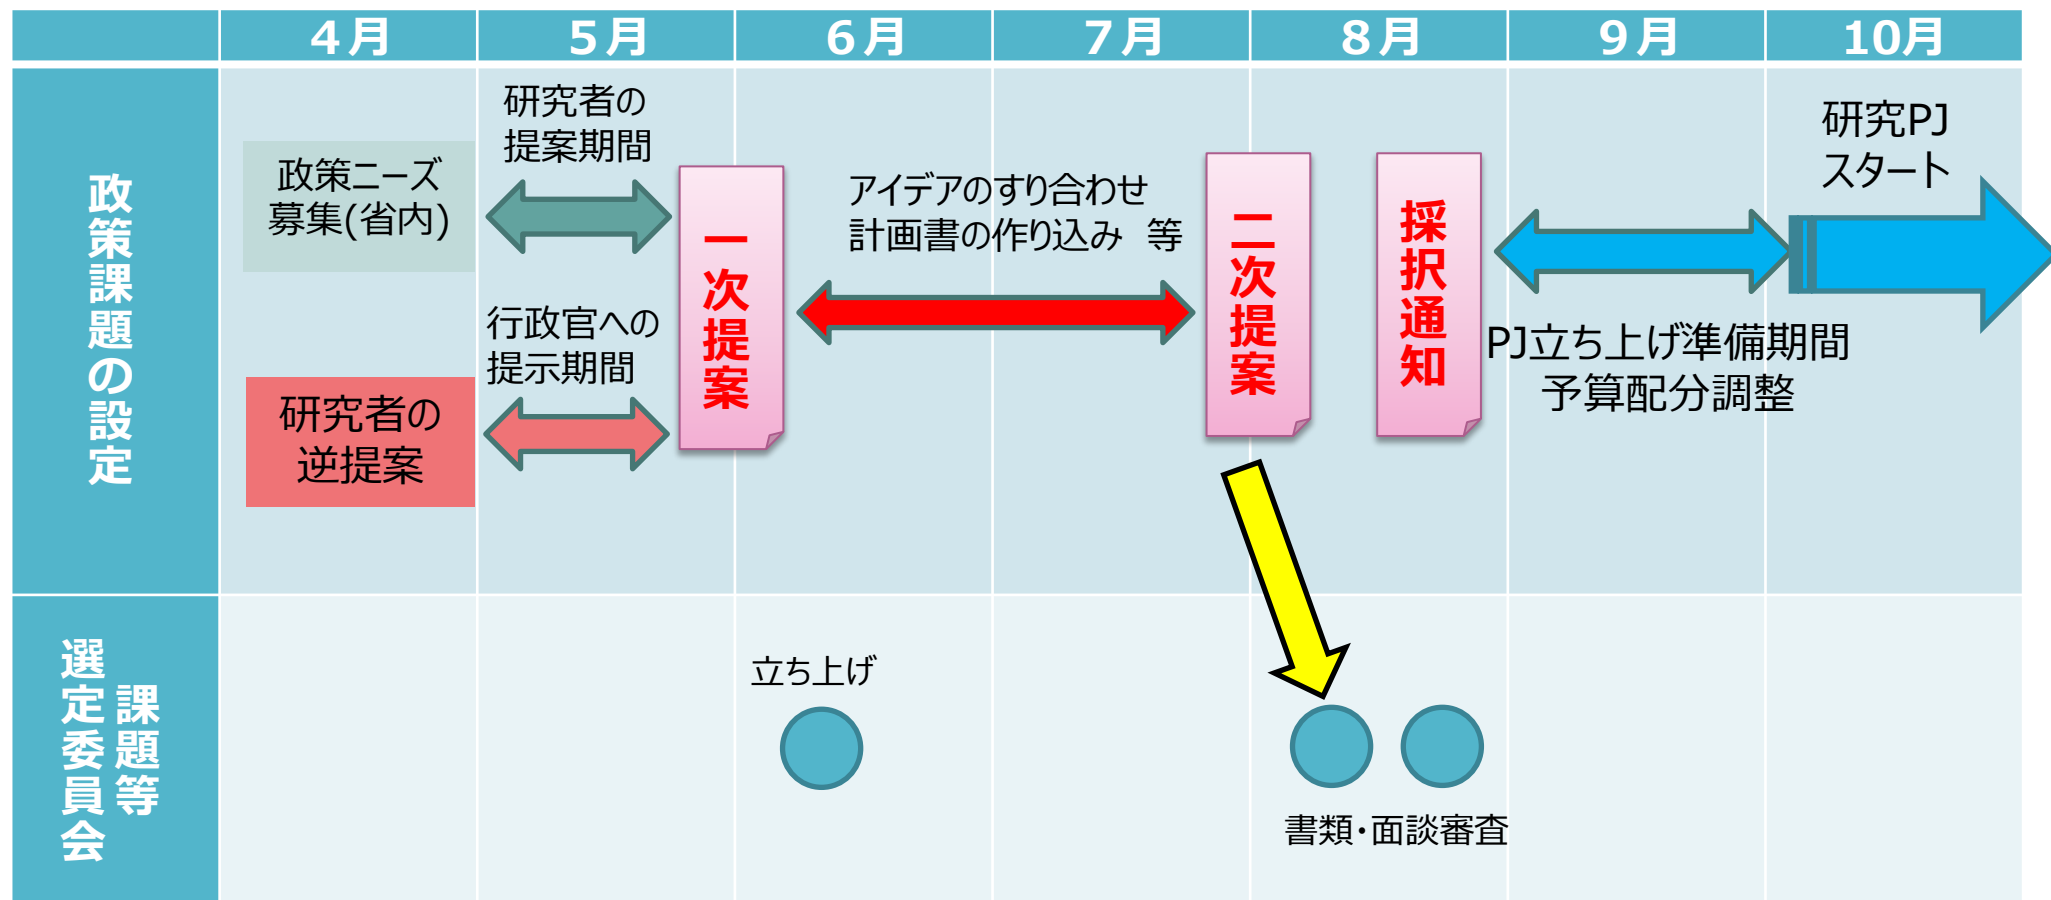 4月
5月
6月
7月
8月
9月
10月
政策課題の設定
政策ニーズ
募集(省内)
研究者の
逆提案
研究者の
提案期間
行政官への
提示期間
一次提案
アイデアのすり合わせ
計画書の作り込み　等
二次提案
採択通知
PJ立ち上げ準備期間
予算配分調整
研究PJ
スタート
課題等
選定委員会
立ち上げ
書類・面談審査